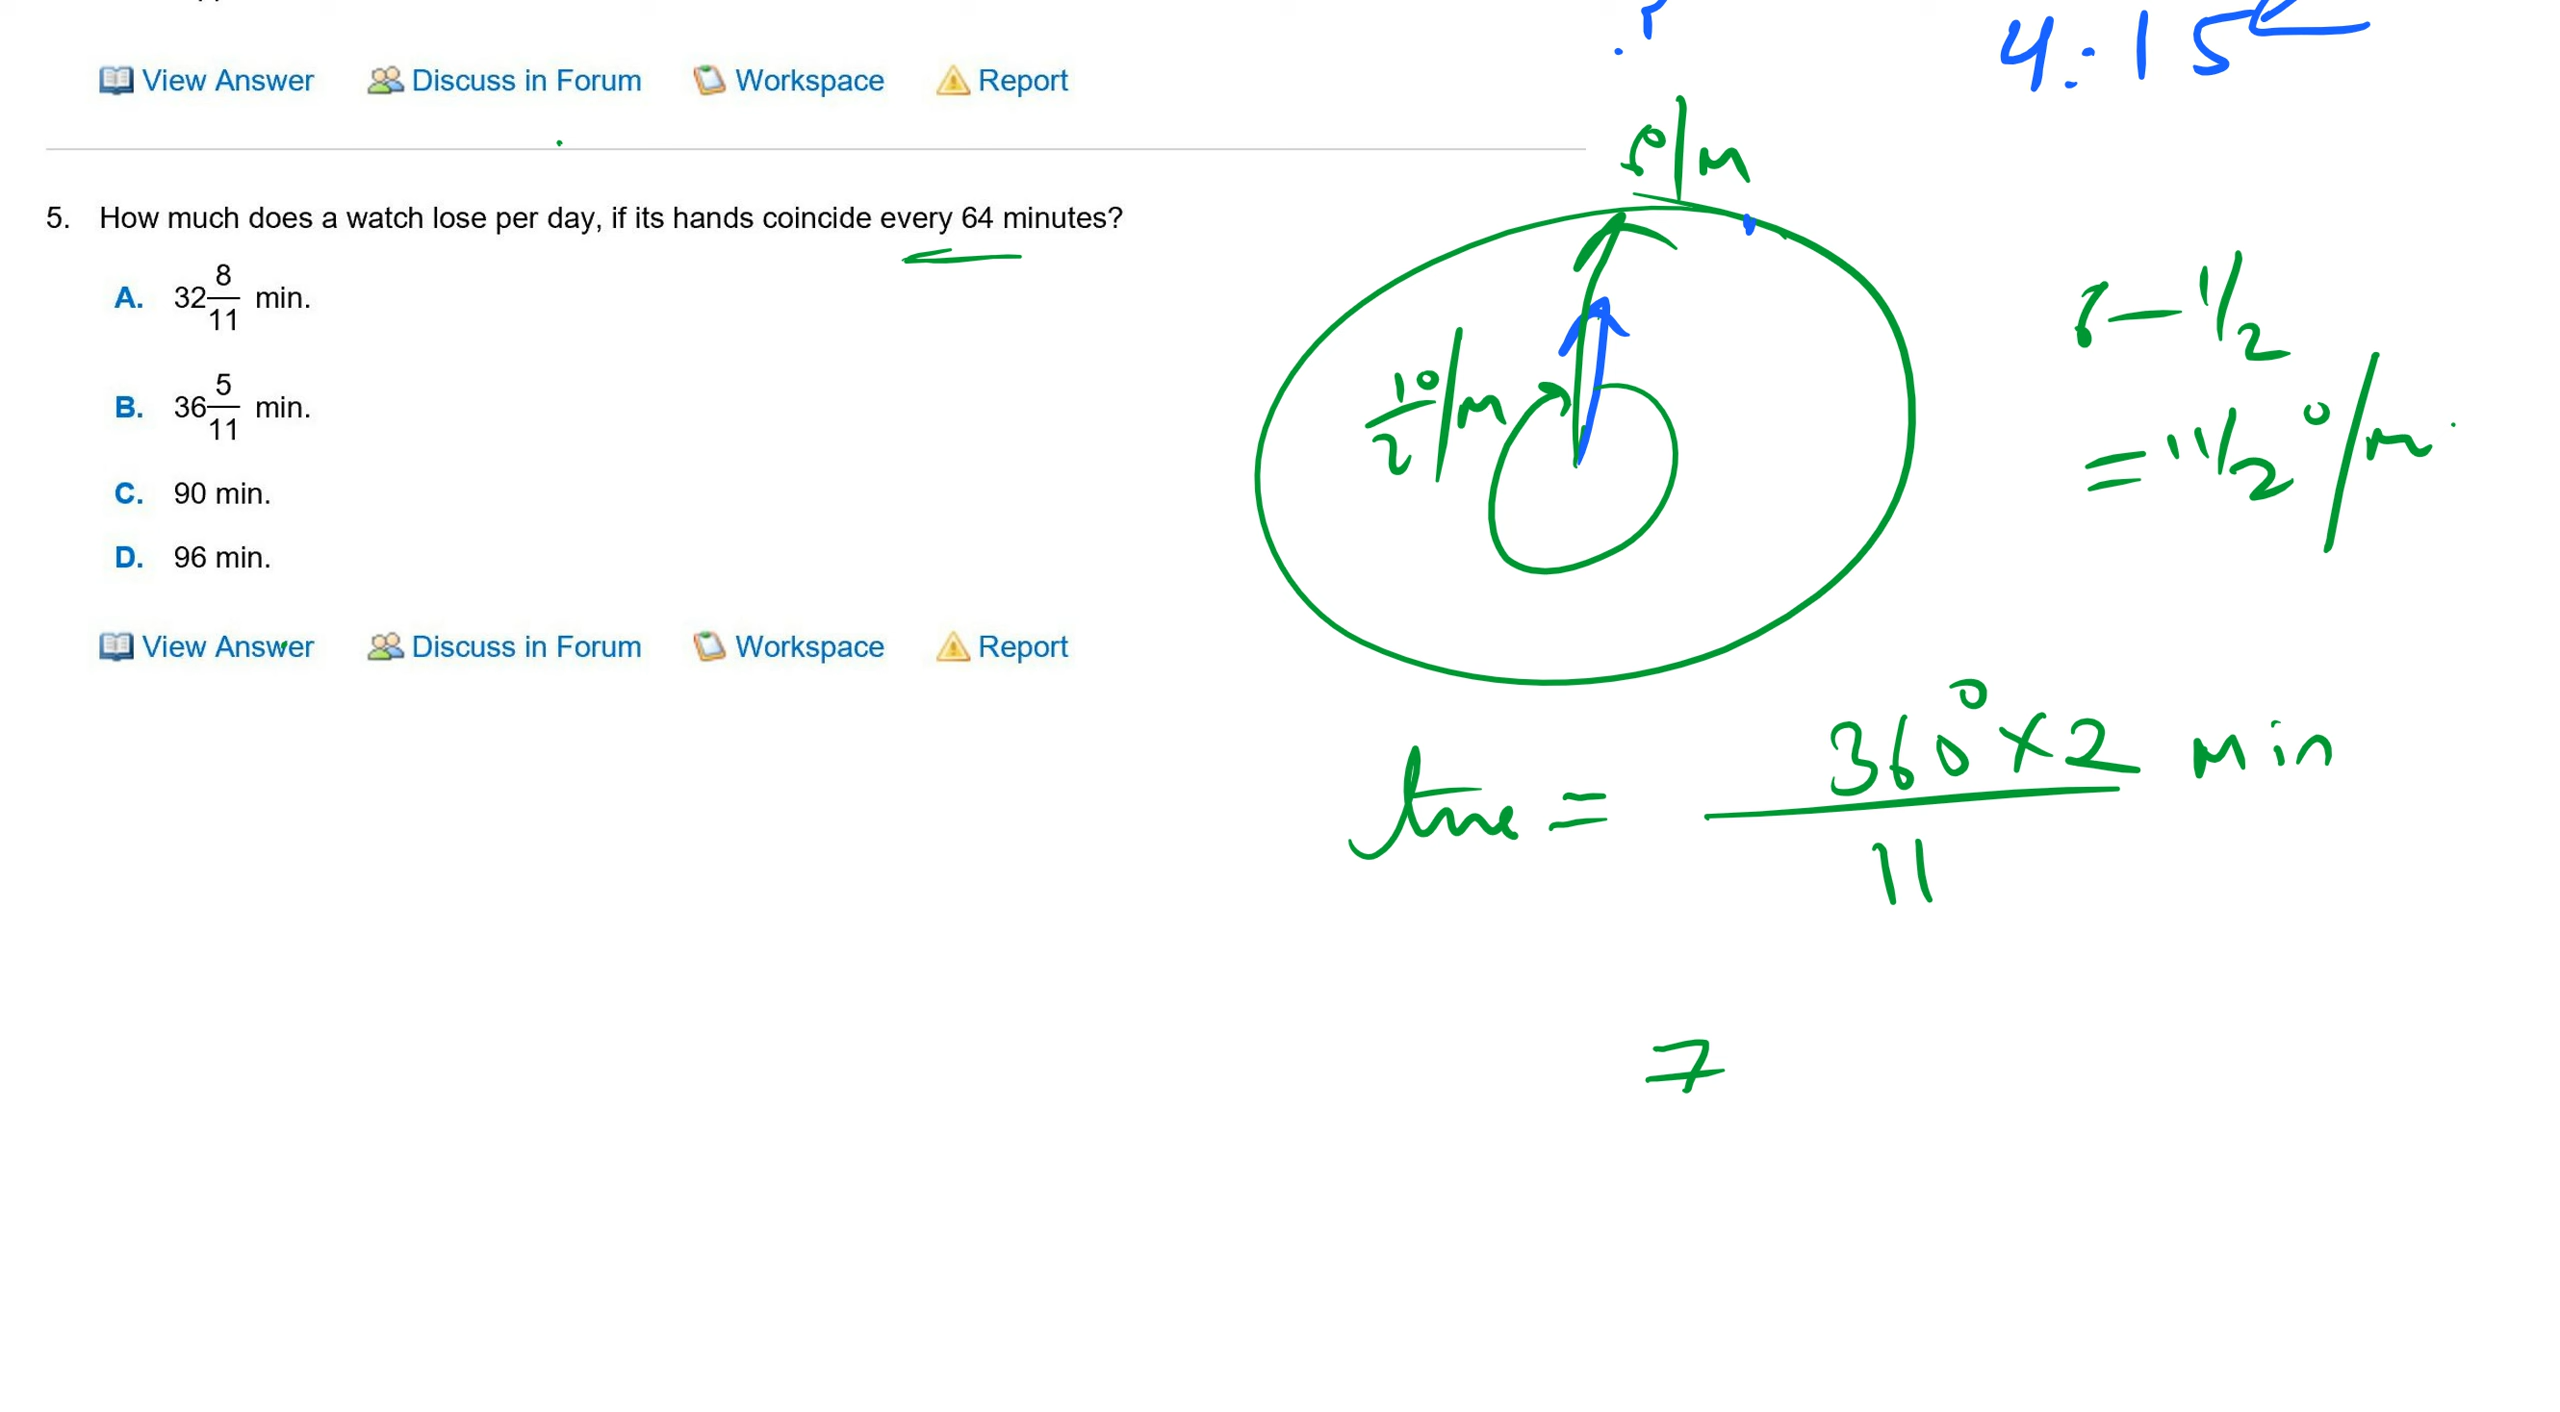 4:15
View Answer Discuss in Forum Workspace Report
5. How much does a watch lose per day, if its hands coincide every 64 minutes?
A. 32 8/11 min.
B. 36 5/11 min.
C. 90 min.
D. 96 min.
View Answer Discuss in Forum Workspace Report
°/m
1°/2 /m
6 - 1/2
= 11/2 °/m
time = 360° × 2 min
11
7